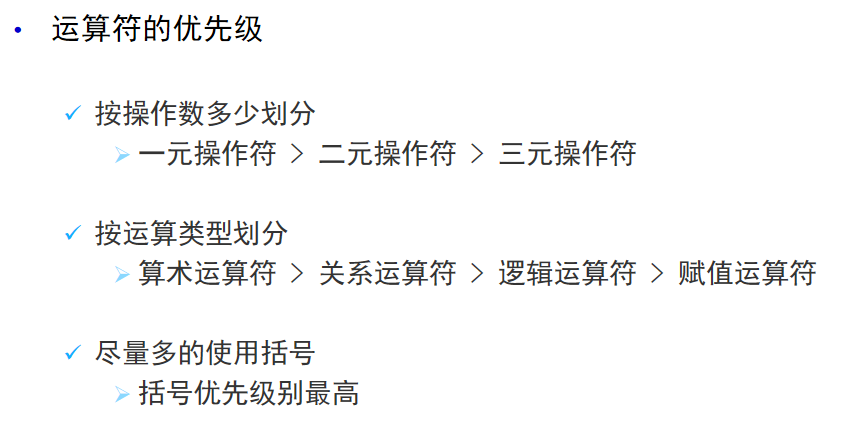 • 运算符的优先级
✓ 按操作数多少划分
➢ 一元操作符 > 二元操作符 > 三元操作符
✓ 按运算类型划分
➢ 算术运算符 > 关系运算符 > 逻辑运算符 > 赋值运算符
✓ 尽量多的使用括号
➢ 括号优先级别最高